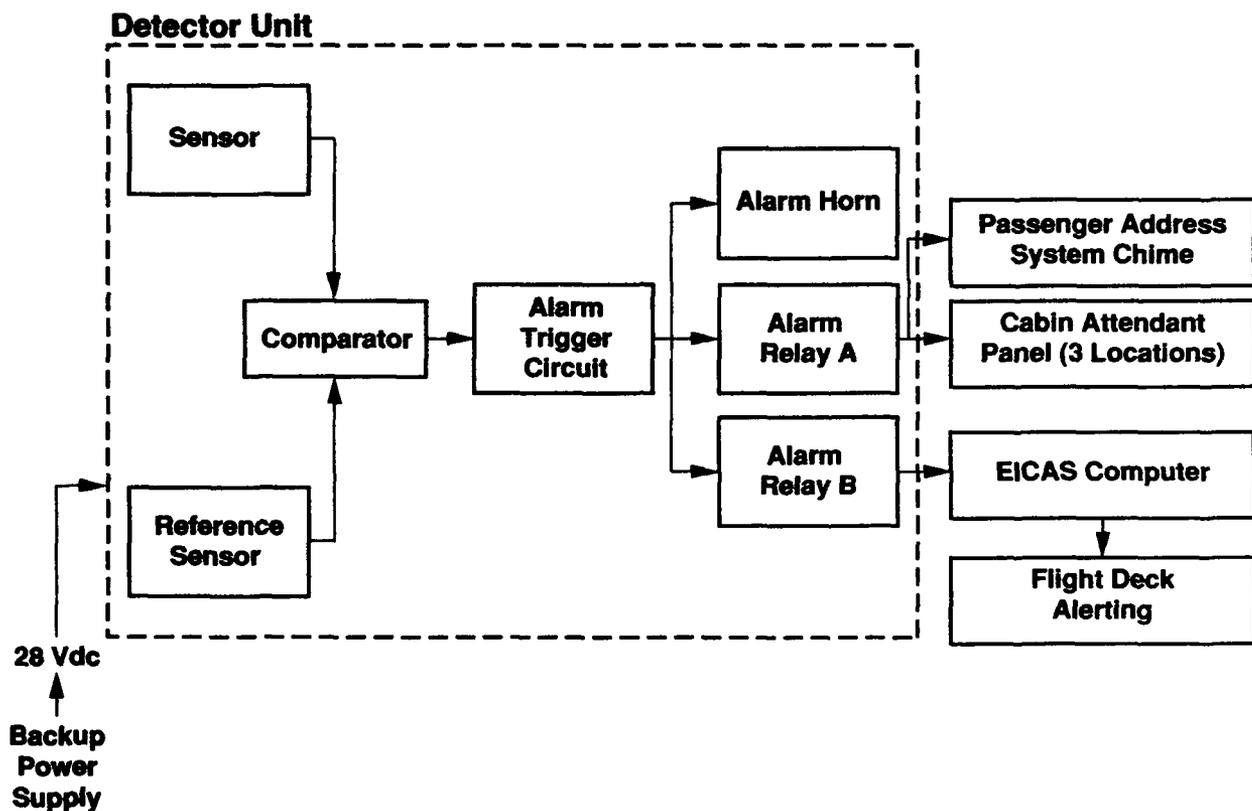 Detector Unit
Sensor
Alarm Horn
Passenger Address
System Chime
Comparator
Alarm
Trigger
Circuit
Alarm
Relay A
Cabin Attendant
Panel (3 Locations)
Alarm
Relay B
EICAS Computer
Reference
Sensor
Flight Deck
Alerting
28 Vdc
Backup
Power
Supply